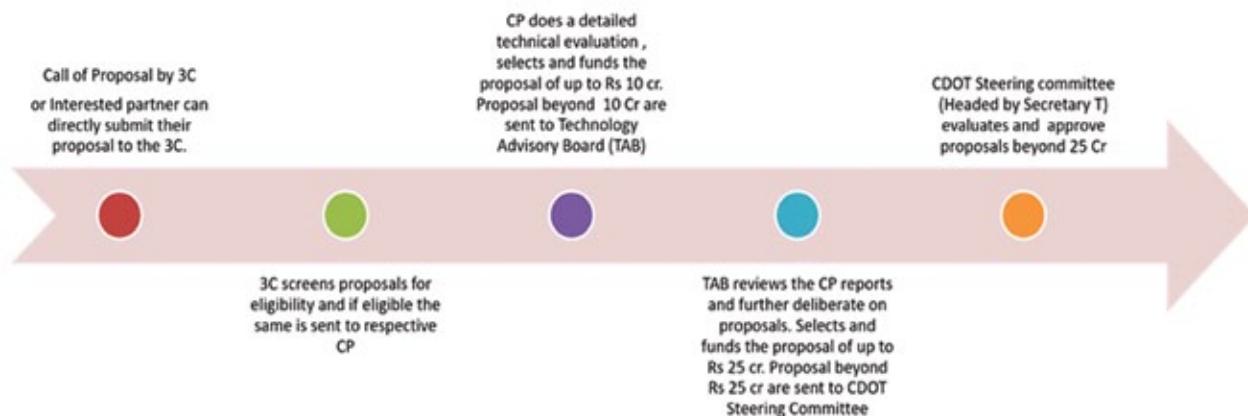 Call of Proposal by 3C
or Interested partner can
directly submit their
proposal to the 3C.
3C screens proposals for
eligibility and if eligible the
same is sent to respective
CP
CP does a detailed
technical evaluation ,
selects and funds the
proposal of up to Rs 10 cr.
Proposal beyond 10 Cr are
sent to Technology
Advisory Board (TAB)
TAB reviews the CP reports
and further deliberate on
proposals. Selects and
funds the proposal of up to
Rs 25 cr. Proposal beyond
Rs 25 cr are sent to CDOT
Steering Committee
CDOT Steering committee
(Headed by Secretary T)
evaluates and approve
proposals beyond 25 Cr